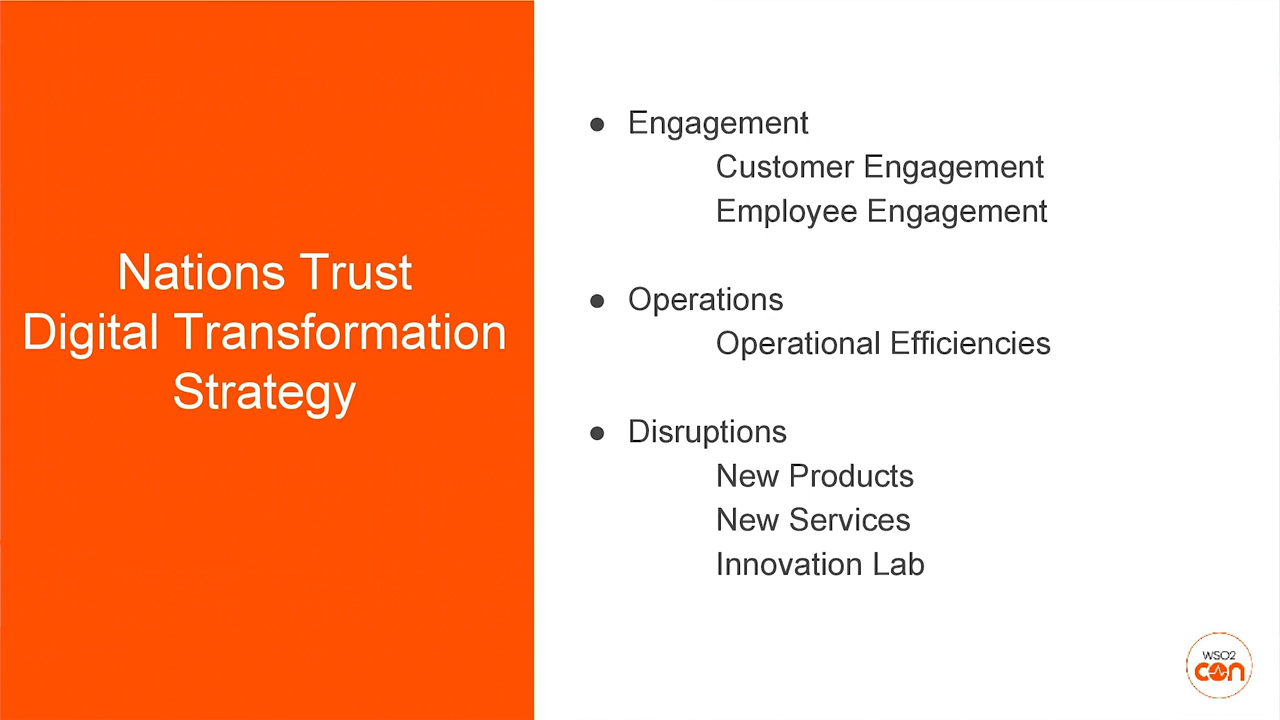 Nations Trust
Digital Transformation
Strategy
● Engagement
Customer Engagement
Employee Engagement
● Operations
Operational Efficiencies
● Disruptions
New Products
New Services
Innovation Lab
WSO2
con